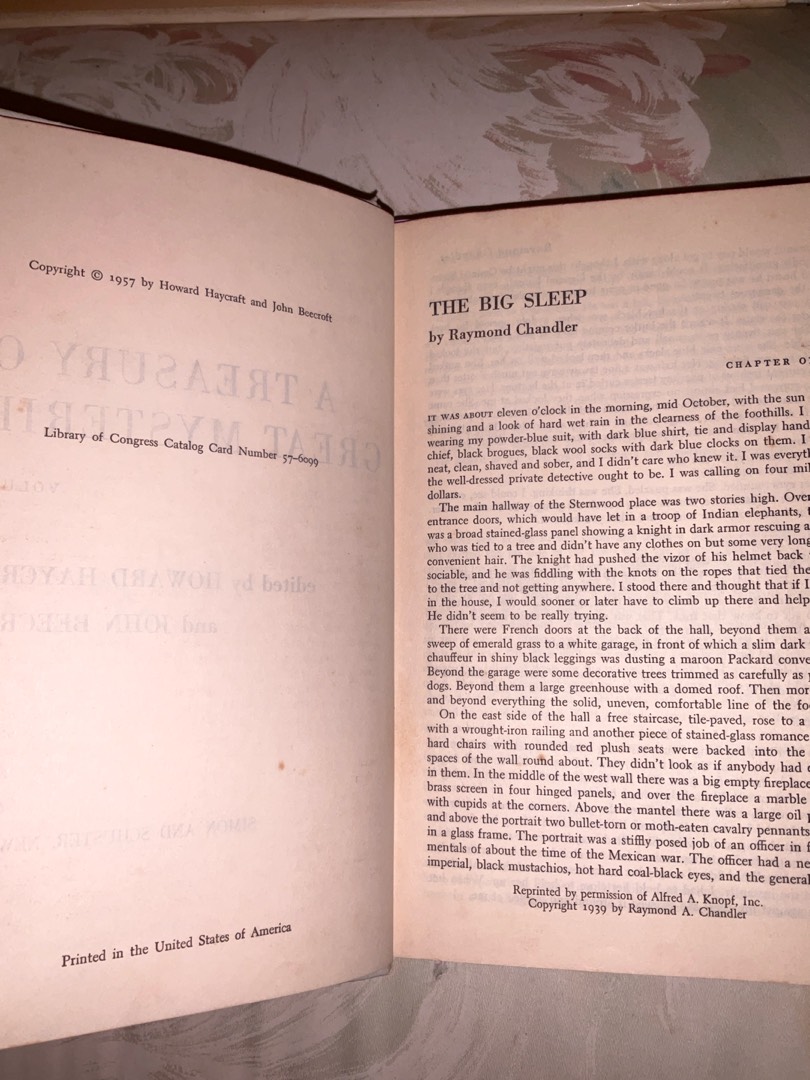 Copyright © 1957 by Howard Haycraft and John Beecroft
Library of Congress Catalog Card Number 57-6099
Printed in the United States of America
THE BIG SLEEP
by Raymond Chandler
CHAPTER O
IT WAS ABOUT eleven o'clock in the morning, mid October, with the sun
shining and a look of hard wet rain in the clearness of the foothills. I
wearing my powder-blue suit, with dark blue shirt, tie and display hand
chief, black brogues, black wool socks with dark blue clocks on them. I
neat, clean, shaved and sober, and I didn't care who knew it. I was everyt
the well-dressed private detective ought to be. I was calling on four mil
dollars.
The main hallway of the Sternwood place was two stories high. Over
entrance doors, which would have let in a troop of Indian elephants, t
was a broad stained-glass panel showing a knight in dark armor rescuing a
who was tied to a tree and didn't have any clothes on but some very long
convenient hair. The knight had pushed the vizor of his helmet back
sociable, and he was fiddling with the knots on the ropes that tied the
to the tree and not getting anywhere. I stood there and thought that if I
in the house, I would sooner or later have to climb up there and help
He didn't seem to be really trying.
There were French doors at the back of the hall, beyond them a
sweep of emerald grass to a white garage, in front of which a slim dark
chauffeur in shiny black leggings was dusting a maroon Packard conve
Beyond the garage were some decorative trees trimmed as carefully as
dogs. Beyond them a large greenhouse with a domed roof. Then mor
and beyond everything the solid, uneven, comfortable line of the foo
On the east side of the hall a free staircase, tile-paved, rose to a
with a wrought-iron railing and another piece of stained-glass romance
hard chairs with rounded red plush seats were backed into the
spaces of the wall round about. They didn't look as if anybody had
in them. In the middle of the west wall there was a big empty fireplace
brass screen in four hinged panels, and over the fireplace a marble
with cupids at the corners. Above the mantel there was a large oil
and above the portrait two bullet-torn or moth-eaten cavalry pennants
in a glass frame. The portrait was a stiffly posed job of an officer in f
mentals of about the time of the Mexican war. The officer had a ne
imperial, black mustachios, hot hard coal-black eyes, and the general
Reprinted by permission of Alfred A. Knopf, Inc.
Copyright 1939 by Raymond A. Chandler